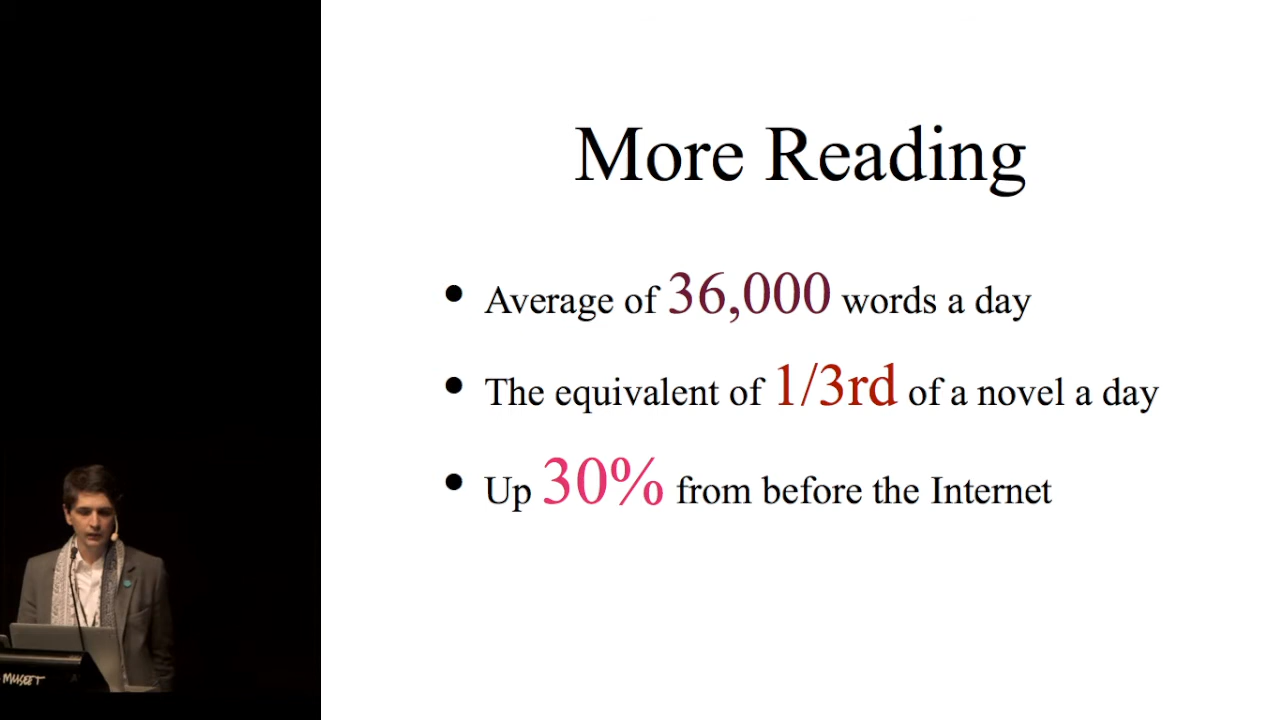 More Reading
• Average of 36,000 words a day
• The equivalent of 1/3rd of a novel a day
• Up 30% from before the Internet
MUSEET